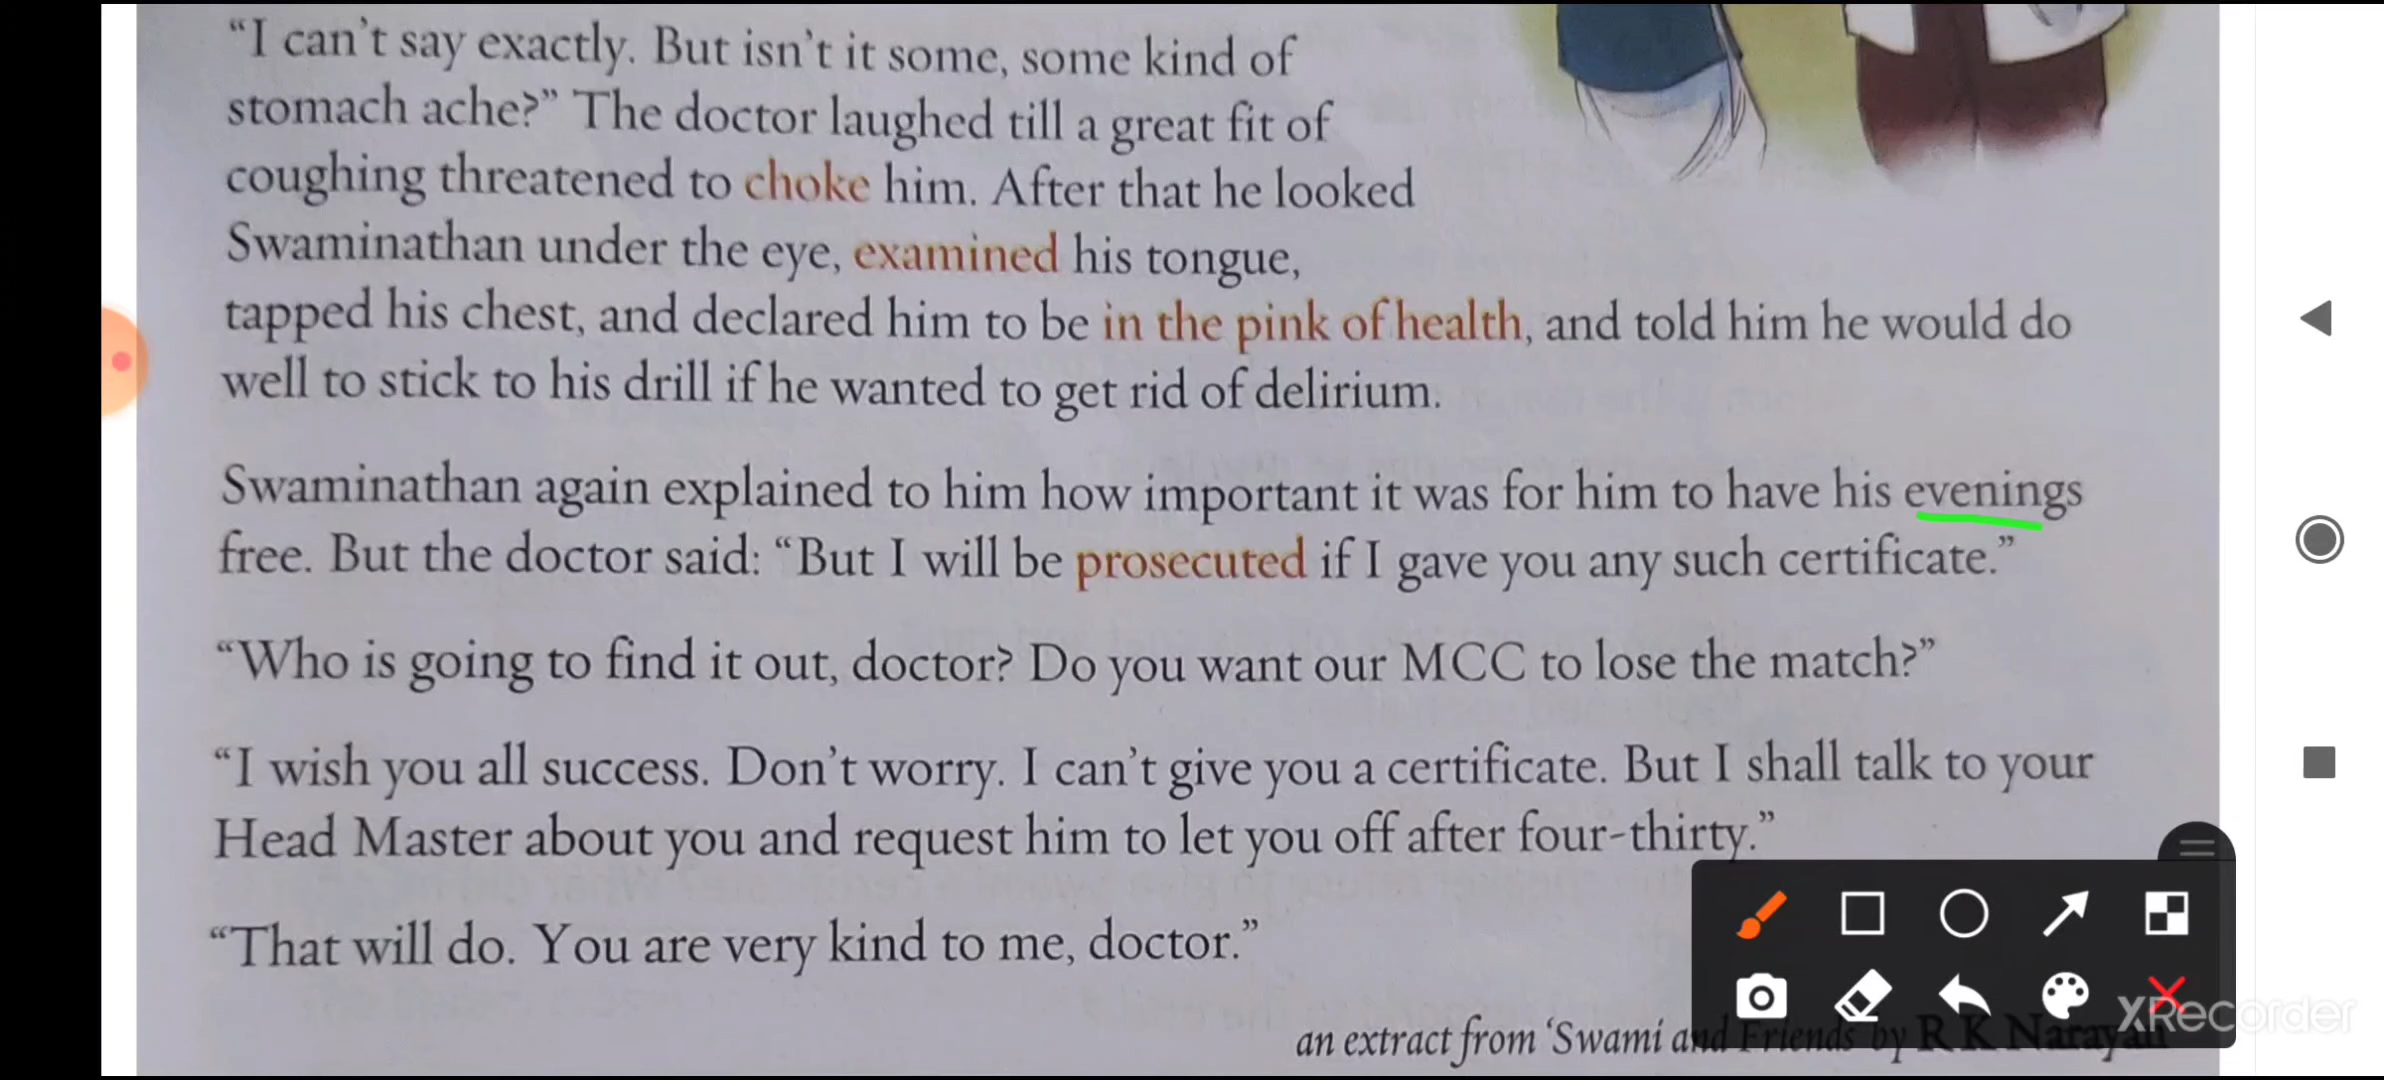 “I can’t say exactly. But isn’t it some, some kind of
stomach ache?” The doctor laughed till a great fit of
coughing threatened to choke him. After that he looked
Swaminathan under the eye, examined his tongue,
tapped his chest, and declared him to be in the pink of health, and told him he would do
well to stick to his drill if he wanted to get rid of delirium.
Swaminathan again explained to him how important it was for him to have his evenings
free. But the doctor said: “But I will be prosecuted if I gave you any such certificate.”
“Who is going to find it out, doctor? Do you want our MCC to lose the match?”
“I wish you all success. Don’t worry. I can’t give you a certificate. But I shall talk to your
Head Master about you and request him to let you off after four-thirty.”
“That will do. You are very kind to me, doctor.”
an extract from ‘Swami and Friends by R K Narayan
XRecorder